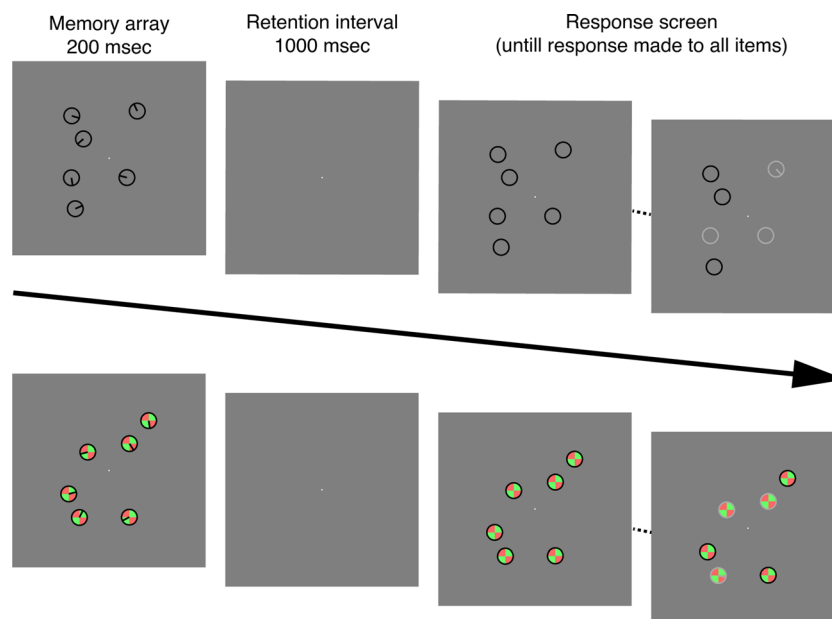 Memory array
200 msec
Retention interval
1000 msec
Response screen
(untill response made to all items)